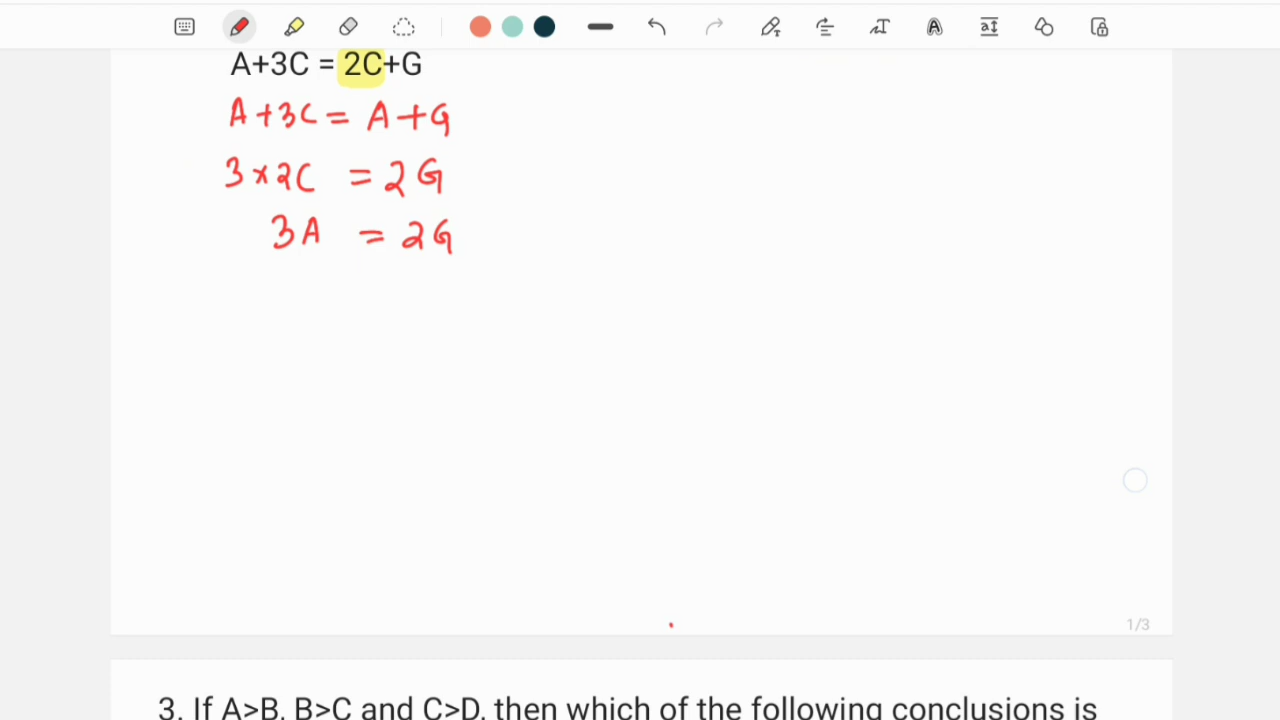 A+3C = 2C+G
A+3C = A+G
3×2C = 2G
3A = 2G
1/3
3. If A>B, B>C and C>D, then which of the following conclusions is